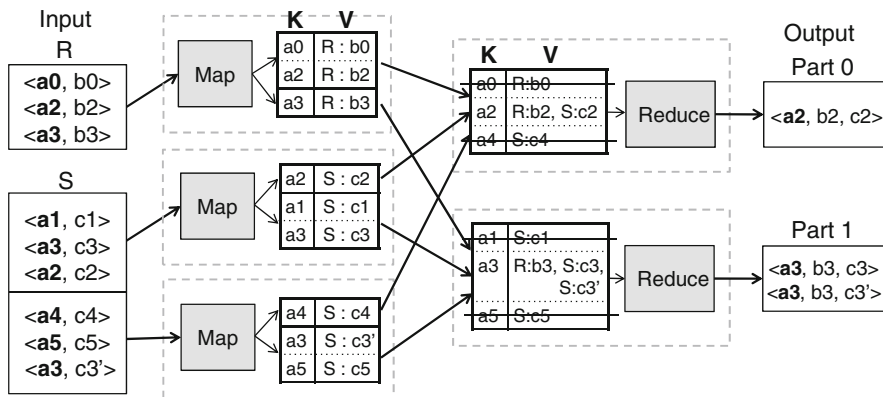 Input
R
<a0, b0>
<a2, b2>
<a3, b3>
S
<a1, c1>
<a3, c3>
<a2, c2>
<a4, c4>
<a5, c5>
<a3, c3'>
Map
K V
a0 R : b0
a2 R : b2
a3 R : b3
Map
a2 S : c2
a1 S : c1
a3 S : c3
Map
a4 S : c4
a3 S : c3'
a5 S : c5
K V
a0 R:b0
a2 R:b2, S:c2
a4 S:c4
Reduce
a1 S:c1
a3 R:b3, S:c3,
S:c3'
a5 S:c5
Reduce
Output
Part 0
<a2, b2, c2>
Part 1
<a3, b3, c3>
<a3, b3, c3'>